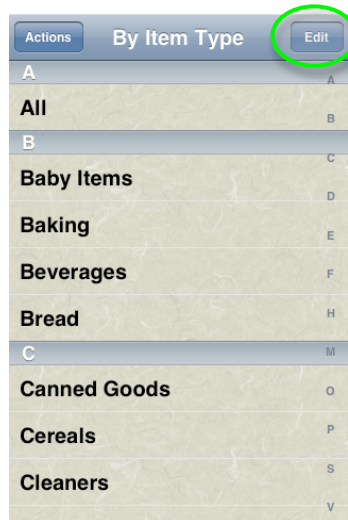 Actions By Item Type Edit
A
All
B
Baby Items
Baking
Beverages
Bread
C
Canned Goods
Cereals
Cleaners
A
B
C
D
E
F
H
M
O
P
S
V